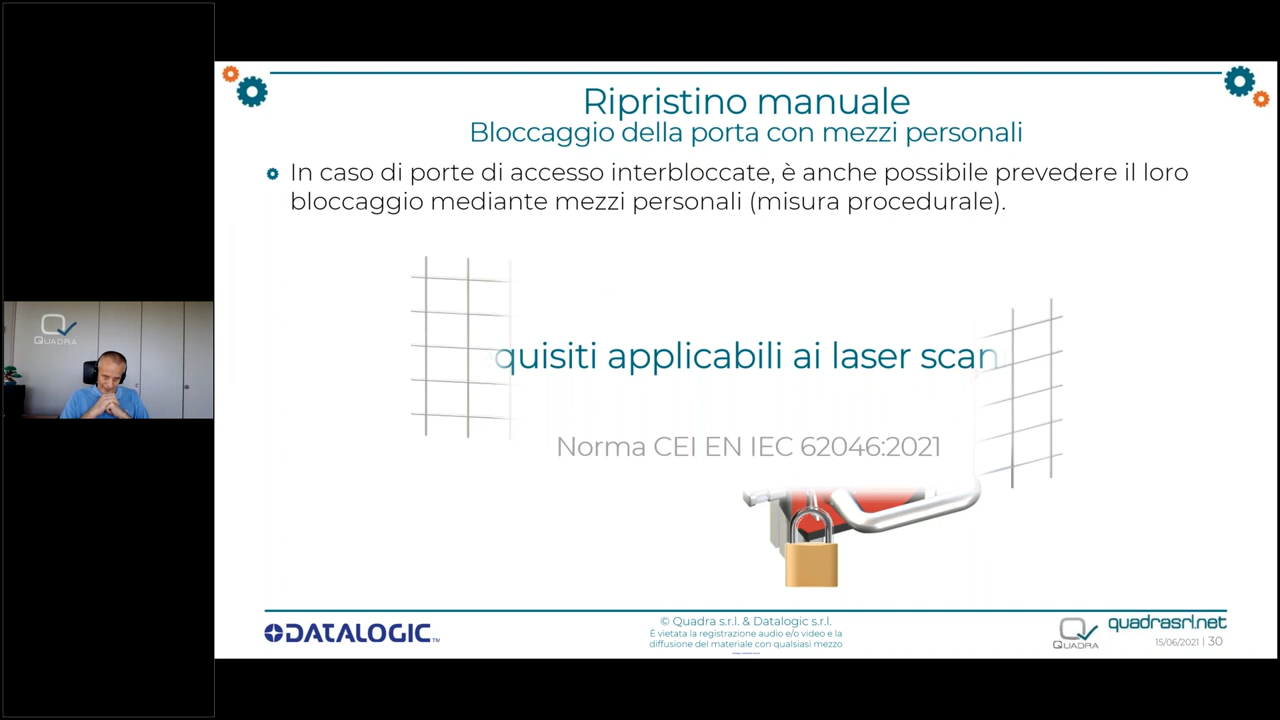 QUADRA
Ripristino manuale
Bloccaggio della porta con mezzi personali
In caso di porte di accesso interbloccate, è anche possibile prevedere il loro
bloccaggio mediante mezzi personali (misura procedurale).
quisiti applicabili ai laser scan
Norma CEI EN IEC 62046:2021
DATALOGIC™
© Quadra s.r.l. & Datalogic s.r.l.
È vietata la registrazione audio e/o video e la
diffusione del materiale con qualsiasi mezzo
QUADRA
quadrasrl.net
15/06/2021 | 30